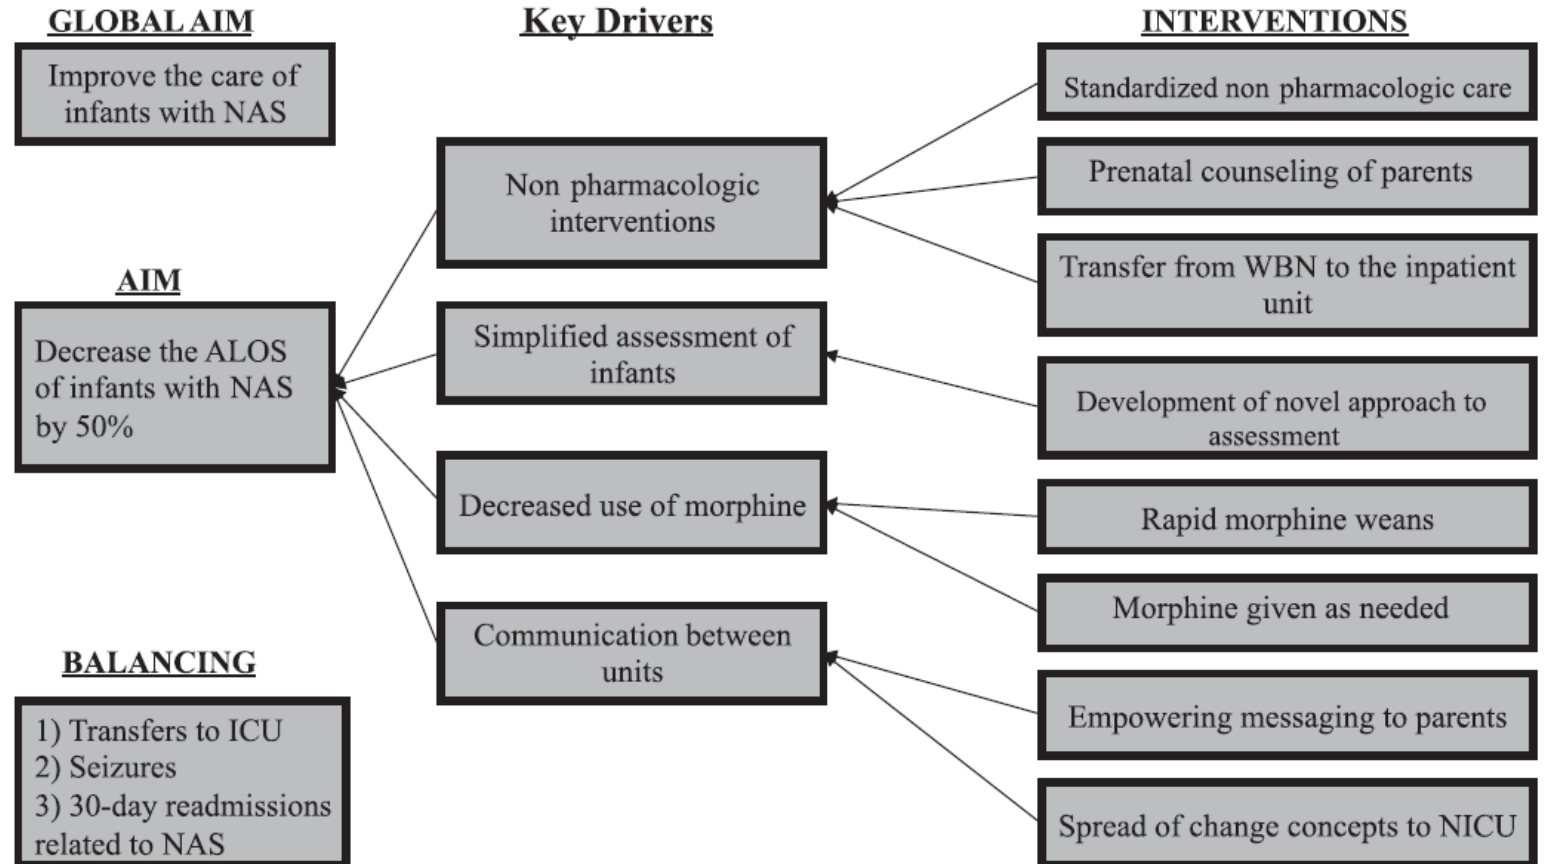 GLOBAL AIM
Improve the care of
infants with NAS
AIM
Decrease the ALOS
of infants with NAS
by 50%
BALANCING
1) Transfers to ICU
2) Seizures
3) 30-day readmissions
related to NAS
Key Drivers
Non pharmacologic
interventions
Simplified assessment of
infants
Decreased use of morphine
Communication between
units
INTERVENTIONS
Standardized non pharmacologic care
Prenatal counseling of parents
Transfer from WBN to the inpatient
unit
Development of novel approach to
assessment
Rapid morphine weans
Morphine given as needed
Empowering messaging to parents
Spread of change concepts to NICU